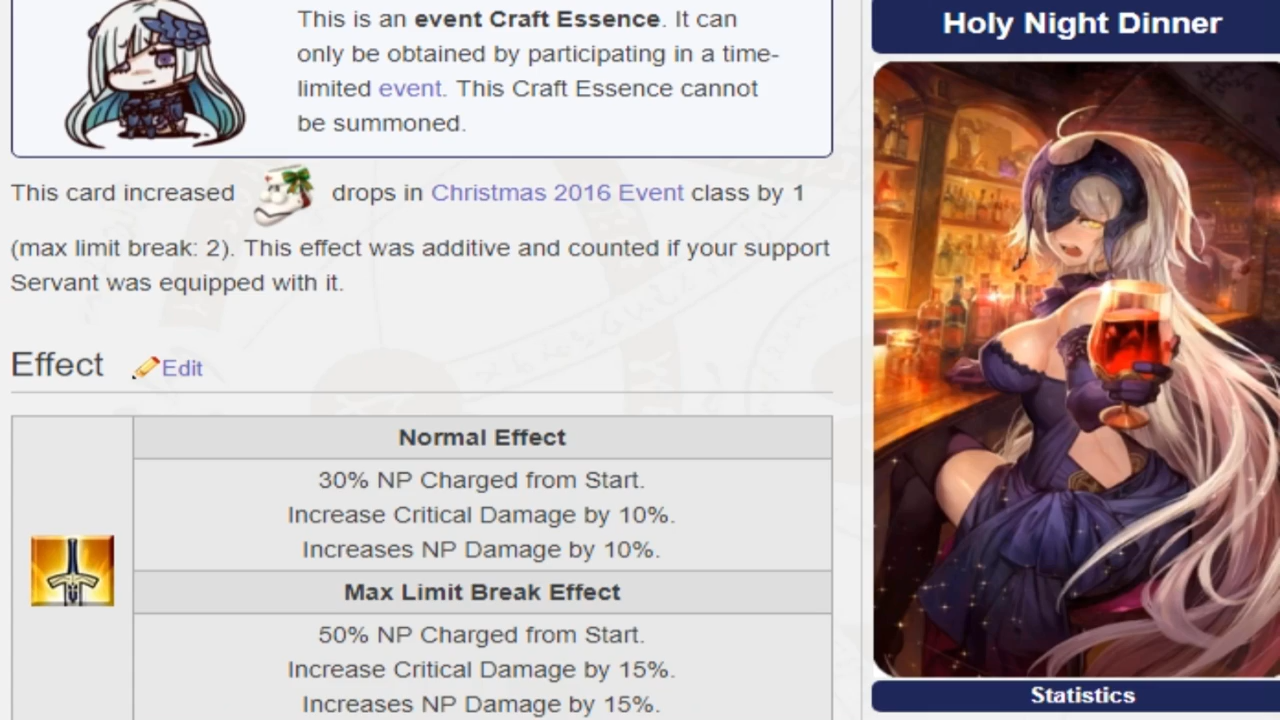 This is an event Craft Essence. It can
only be obtained by participating in a time-
limited event. This Craft Essence cannot
be summoned.
This card increased drops in Christmas 2016 Event class by 1
(max limit break: 2). This effect was additive and counted if your support
Servant was equipped with it.
Effect Edit
Normal Effect
30% NP Charged from Start.
Increase Critical Damage by 10%.
Increases NP Damage by 10%.
Max Limit Break Effect
50% NP Charged from Start.
Increase Critical Damage by 15%.
Increases NP Damage by 15%.
Holy Night Dinner
Statistics